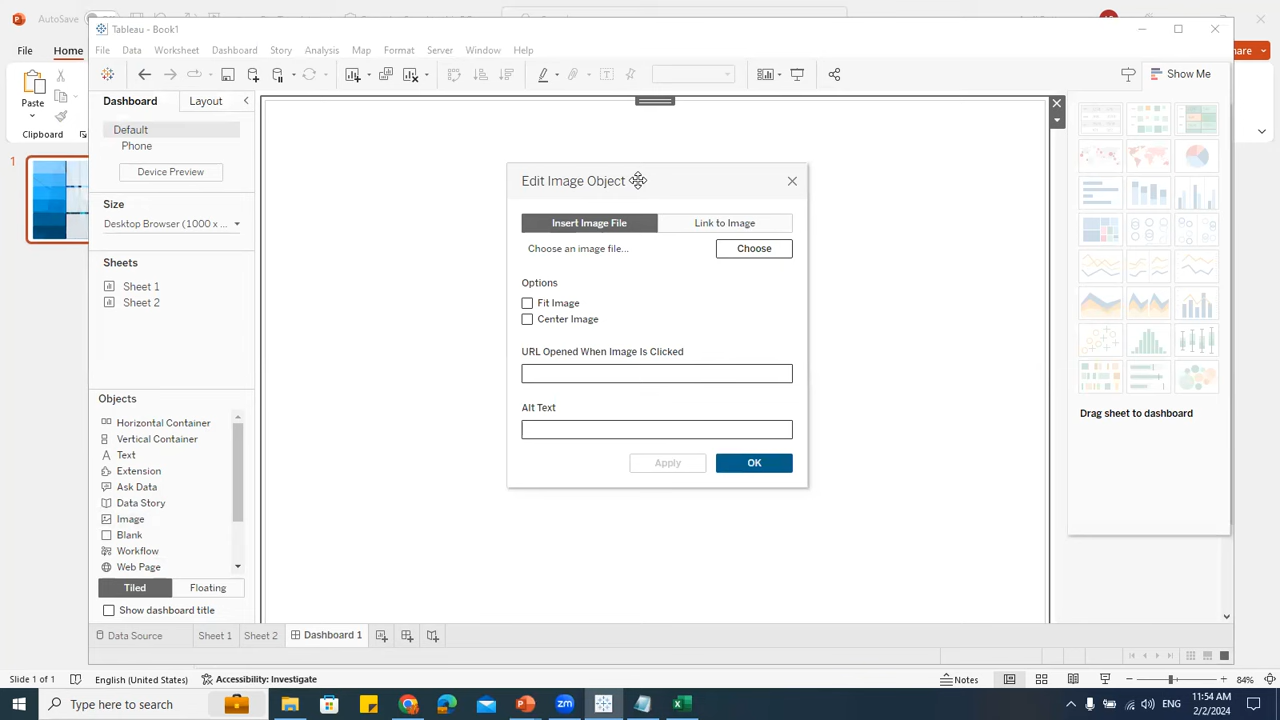 AutoSave
Tableau - Book1
File Home
File Data Worksheet Dashboard Story Analysis Map Format Server Window Help
Show Me
Paste
Clipboard
Dashboard Layout
Default
Phone
Device Preview
Size
Desktop Browser (1000 x ...
Sheets
Sheet 1
Sheet 2
Objects
Horizontal Container
Vertical Container
Text
Extension
Ask Data
Data Story
Image
Blank
Workflow
Web Page
Tiled Floating
Show dashboard title
1
Edit Image Object
Insert Image File Link to Image
Choose an image file... Choose
Options
Fit Image
Center Image
URL Opened When Image Is Clicked
Alt Text
Apply OK
Drag sheet to dashboard
Data Source Sheet 1 Sheet 2 Dashboard 1
Slide 1 of 1 English (United States) Accessibility: Investigate Notes 84%
Type here to search
zm
ENG
11:54 AM
2/2/2024